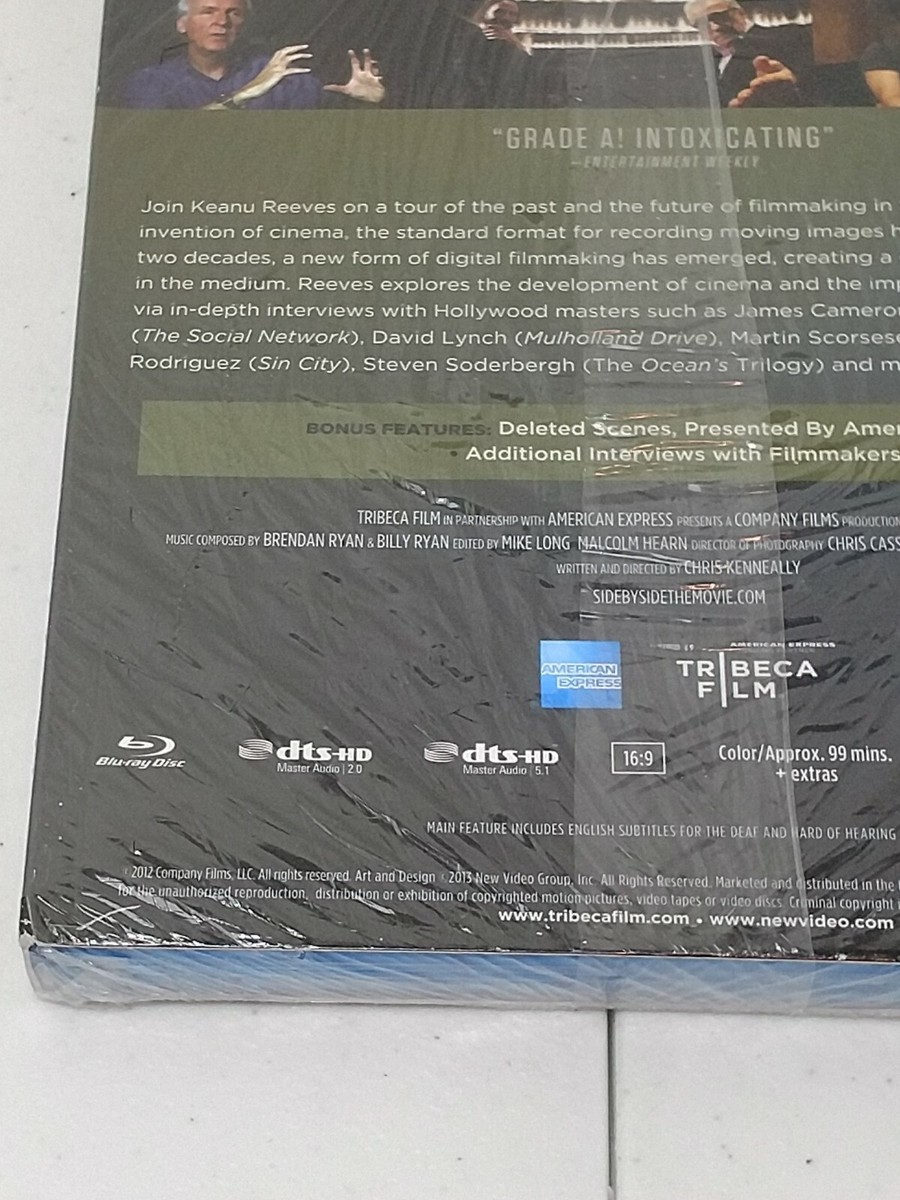 “GRADE A! INTOXICATING”
–ENTERTAINMENT WEEKLY
Join Keanu Reeves on a tour of the past and the future of filmmaking in
invention of cinema, the standard format for recording moving images h
two decades, a new form of digital filmmaking has emerged, creating a
in the medium. Reeves explores the development of cinema and the imp
via in-depth interviews with Hollywood masters such as James Camero
(The Social Network), David Lynch (Mulholland Drive), Martin Scorses
Rodriguez (Sin City), Steven Soderbergh (The Ocean's Trilogy) and m
BONUS FEATURES: Deleted Scenes, Presented By Amer
• Additional Interviews with Filmmakers
TRIBECA FILM IN PARTNERSHIP WITH AMERICAN EXPRESS PRESENTS A COMPANY FILMS PRODUCTION
MUSIC COMPOSED BY BRENDAN RYAN & BILLY RYAN EDITED BY MIKE LONG MALCOLM HEARN DIRECTOR OF PHOTOGRAPHY CHRIS CASS
WRITTEN AND DIRECTED BY CHRIS KENNEALLY
SIDEBYSIDETHEMOVIE.COM
AMERICAN EXPRESS
AMERICAN
EXPRESS
TRIBECA
FILM
Blu-ray Disc
dts-HD
Master Audio | 2.0
dts-HD
Master Audio | 5.1
16:9
Color/Approx. 99 mins.
+ extras
MAIN FEATURE INCLUDES ENGLISH SUBTITLES FOR THE DEAF AND HARD OF HEARING
2012 Company Films, LLC. All rights reserved. Art and Design 2013 New Video Group, Inc. All Rights Reserved. Marketed and distributed in the
for the unauthorized reproduction, distribution or exhibition of copyrighted motion pictures, video tapes or video discs. Criminal copyright
www.tribecafilm.com • www.newvideo.com